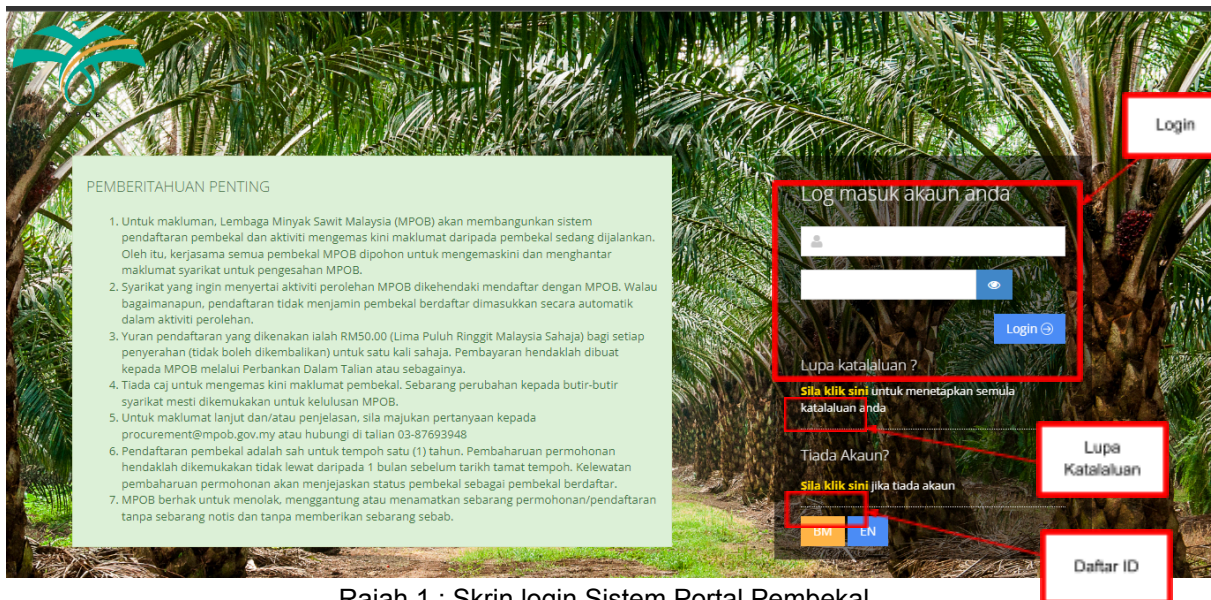 PEMBERITAHUAN PENTING
1. Untuk makluman, Lembaga Minyak Sawit Malaysia (MPOB) akan membangunkan sistem
pendaftaran pembekal dan aktiviti mengemas kini maklumat daripada pembekal sedang dijalankan.
Oleh itu, kerjasama semua pembekal MPOB dipohon untuk mengemaskini dan menghantar
maklumat syarikat untuk pengesahan MPOB.
2. Syarikat yang ingin menyertai aktiviti perolehan MPOB dikehendaki mendaftar dengan MPOB. Walau
bagaimanapun, pendaftaran tidak menjamin pembekal berdaftar dimasukkan secara automatik
dalam aktiviti perolehan.
3. Yuran pendaftaran yang dikenakan ialah RM50.00 (Lima Puluh Ringgit Malaysia Sahaja) bagi setiap
penyerahan (tidak boleh dikembalikan) untuk satu kali sahaja. Pembayaran hendaklah dibuat
kepada MPOB melalui Perbankan Dalam Talian atau sebagainya.
4. Tiada caj untuk mengemas kini maklumat pembekal. Sebarang perubahan kepada butir-butir
syarikat mesti dikemukakan untuk kelulusan MPOB.
5. Untuk maklumat lanjut dan/atau penjelasan, sila majukan pertanyaan kepada
procurement@mpob.gov.my atau hubungi di talian 03-87693948
6. Pendaftaran pembekal adalah sah untuk tempoh satu (1) tahun. Pembaharuan permohonan
hendaklah dikemukakan tidak lewat daripada 1 bulan sebelum tarikh tamat tempoh. Kelewatan
pembaharuan permohonan akan menjejaskan status pembekal sebagai pembekal berdaftar.
7. MPOB berhak untuk menolak, menggantung atau menamatkan sebarang permohonan/pendaftaran
tanpa sebarang notis dan tanpa memberikan sebarang sebab.
Log masuk akaun anda
Login
Lupa katalaluan ?
Sila klik sini untuk menetapkan semula
katalaluan anda
Tiada Akaun?
Sila klik sini jika tiada akaun
BM EN
Login
Lupa
Katalaluan
Daftar ID
Rajah 1 : Skrin login Sistem Portal Pembekal